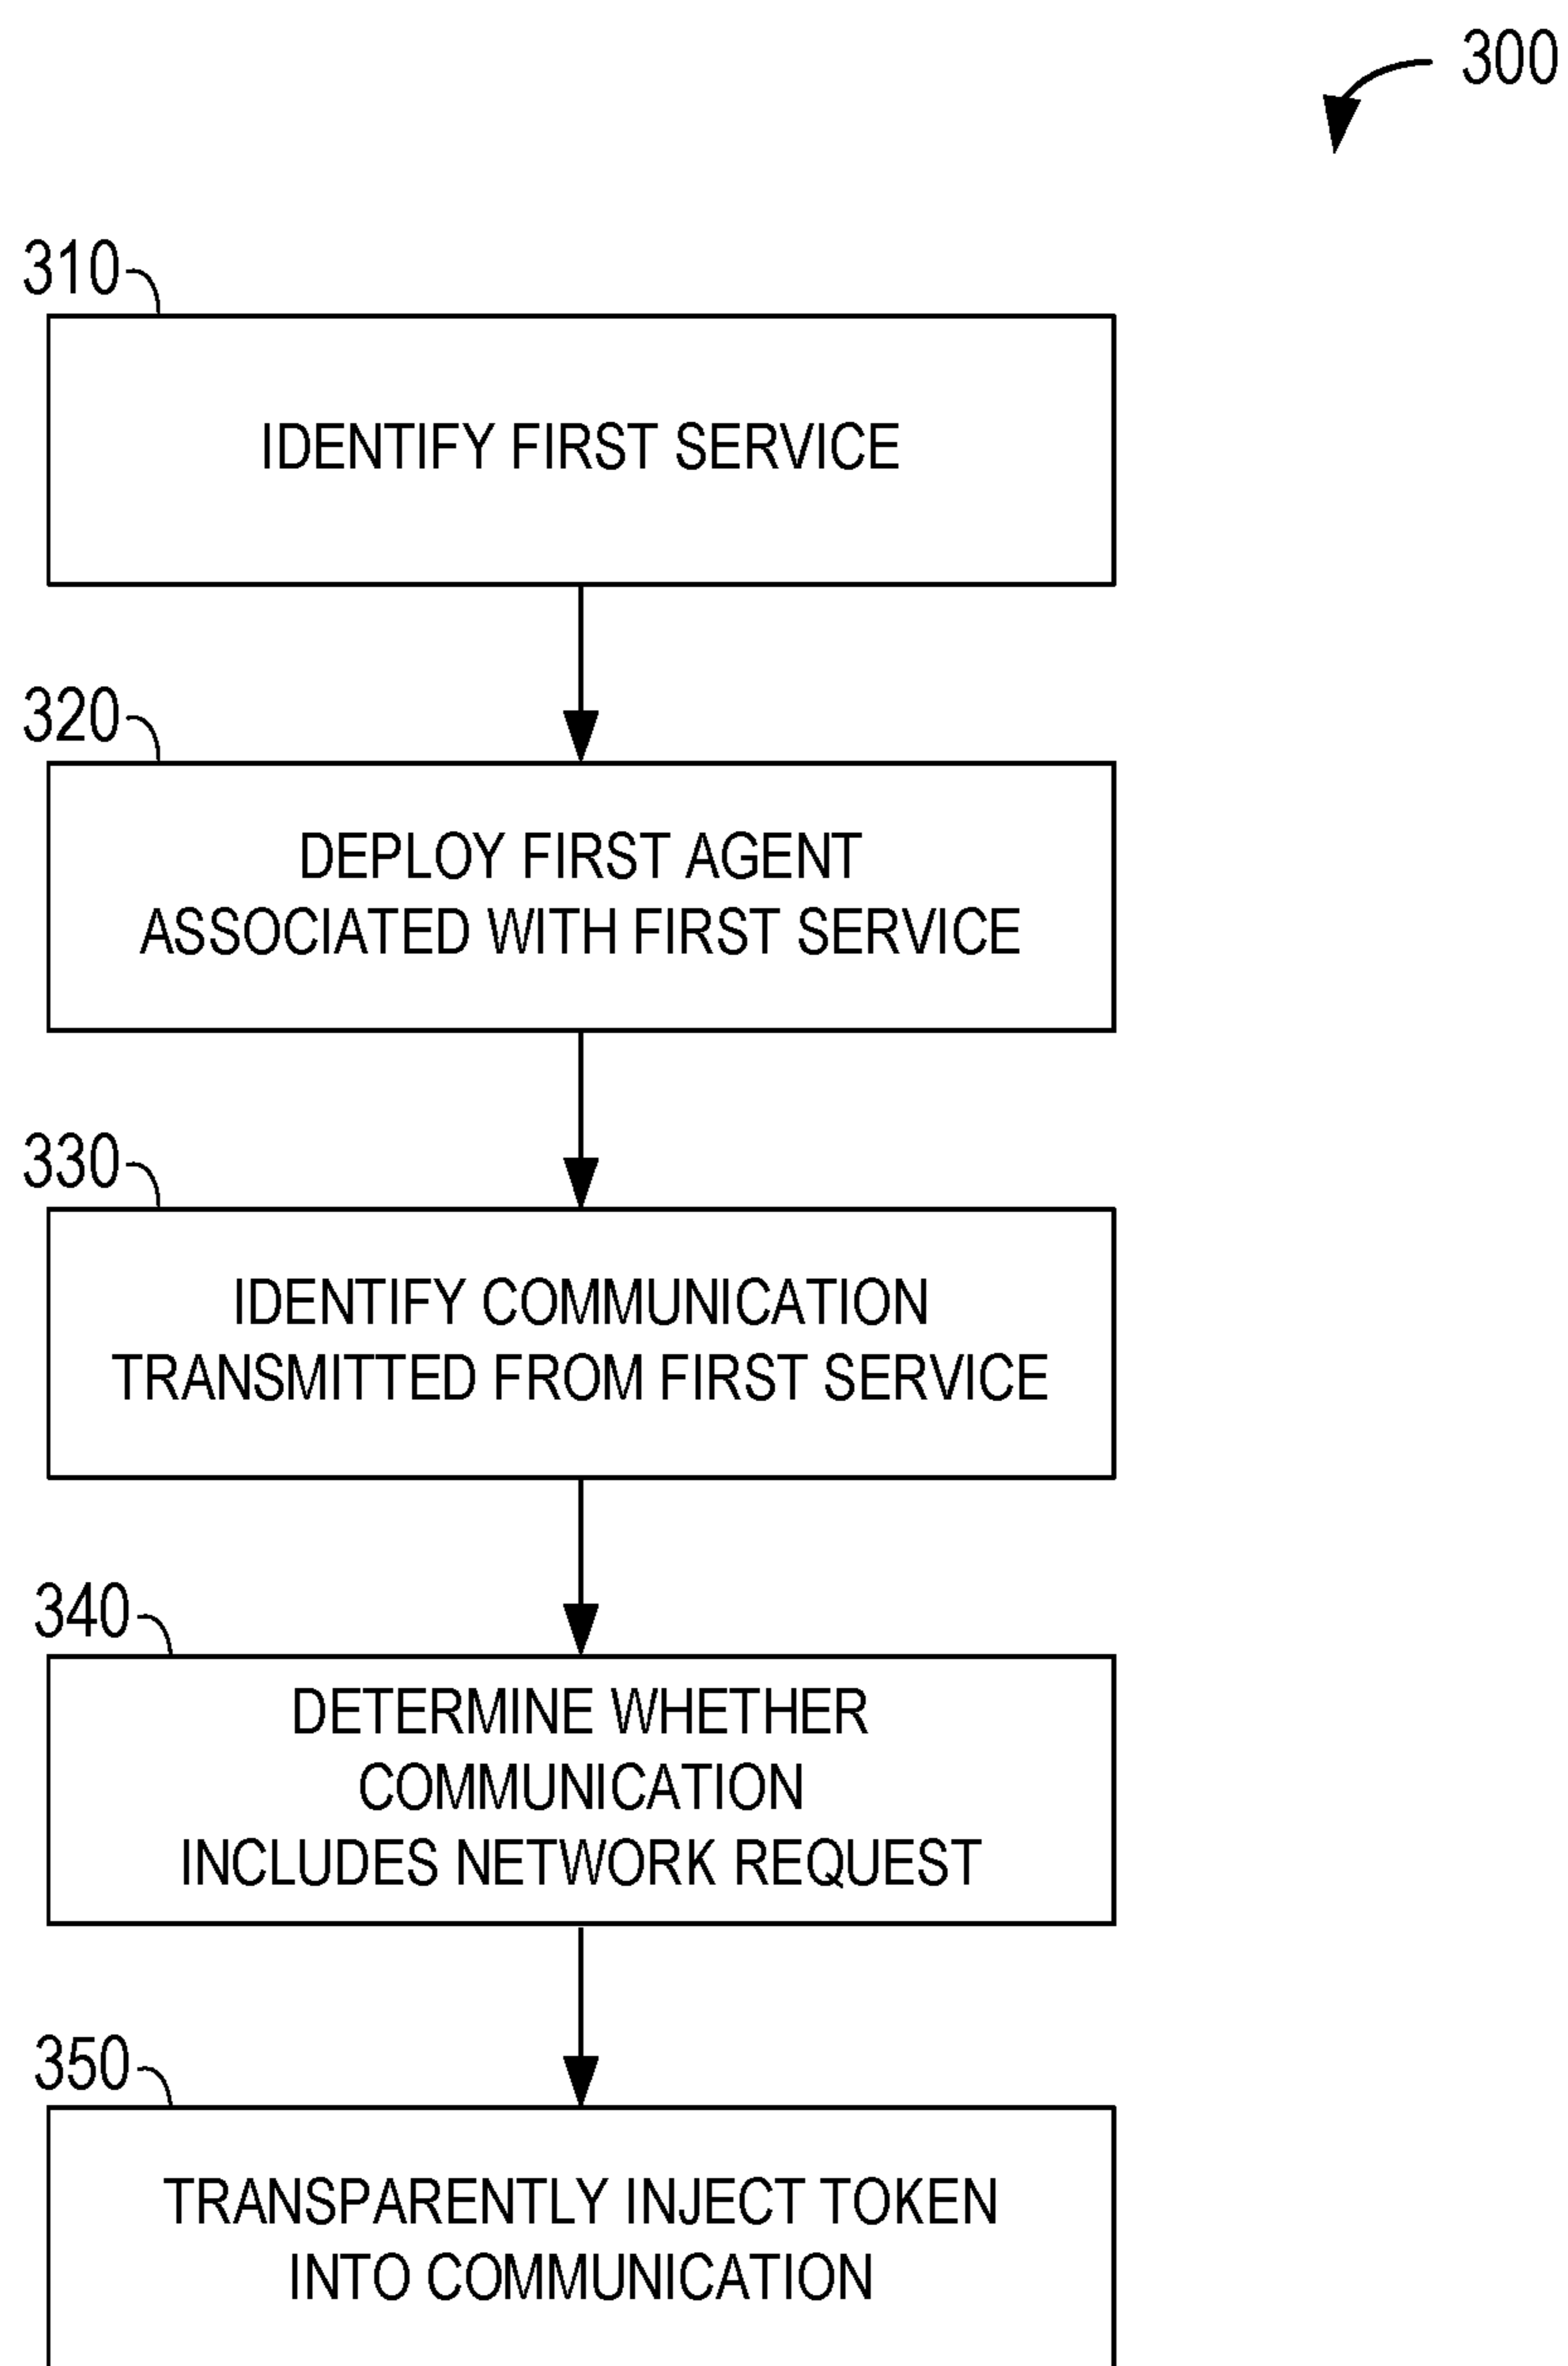 300
310
IDENTIFY FIRST SERVICE
320
DEPLOY FIRST AGENT
ASSOCIATED WITH FIRST SERVICE
330
IDENTIFY COMMUNICATION
TRANSMITTED FROM FIRST SERVICE
340
DETERMINE WHETHER
COMMUNICATION
INCLUDES NETWORK REQUEST
350
TRANSPARENTLY INJECT TOKEN
INTO COMMUNICATION